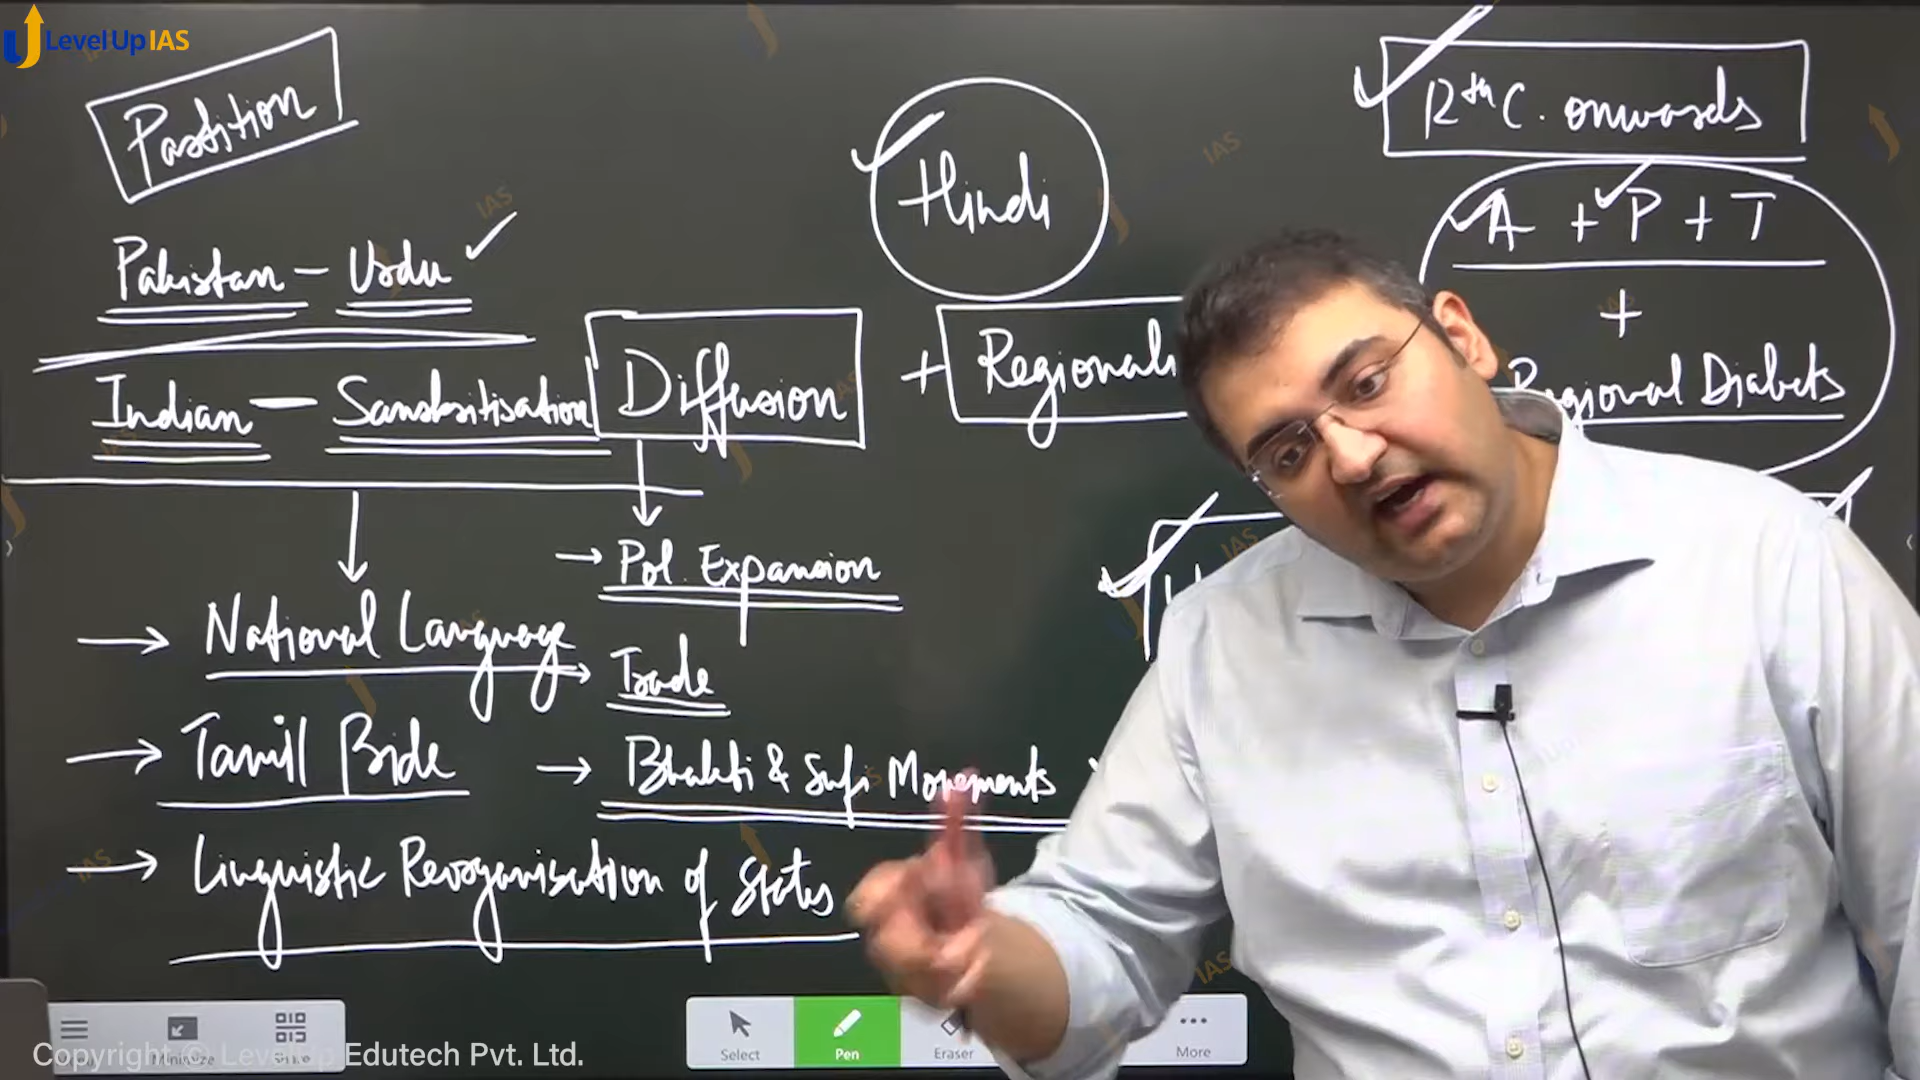 Level Up IAS
Partition
Pakistan – Urdu
Indian – Sanskritisation
National Language
Tamil Pride
Linguistic Reorganisation of States
Diffusion
Pol. Expansion
Trade
Bhakti & Sufi Movements
Hindi
+
12th C. onwards
A + P + T
+
Regional Dialects
Select
Pen
Eraser
More
Minimize
Copyright © Level Up Edutech Pvt. Ltd.